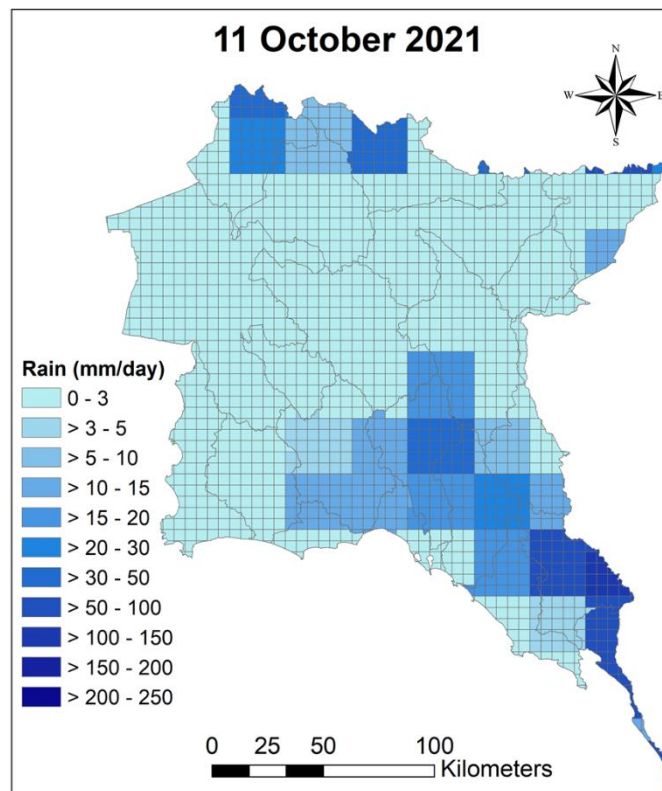 11 October 2021
N
W E
S
Rain (mm/day)
0 - 3
> 3 - 5
> 5 - 10
> 10 - 15
> 15 - 20
> 20 - 30
> 30 - 50
> 50 - 100
> 100 - 150
> 150 - 200
> 200 - 250
0 25 50 100
Kilometers